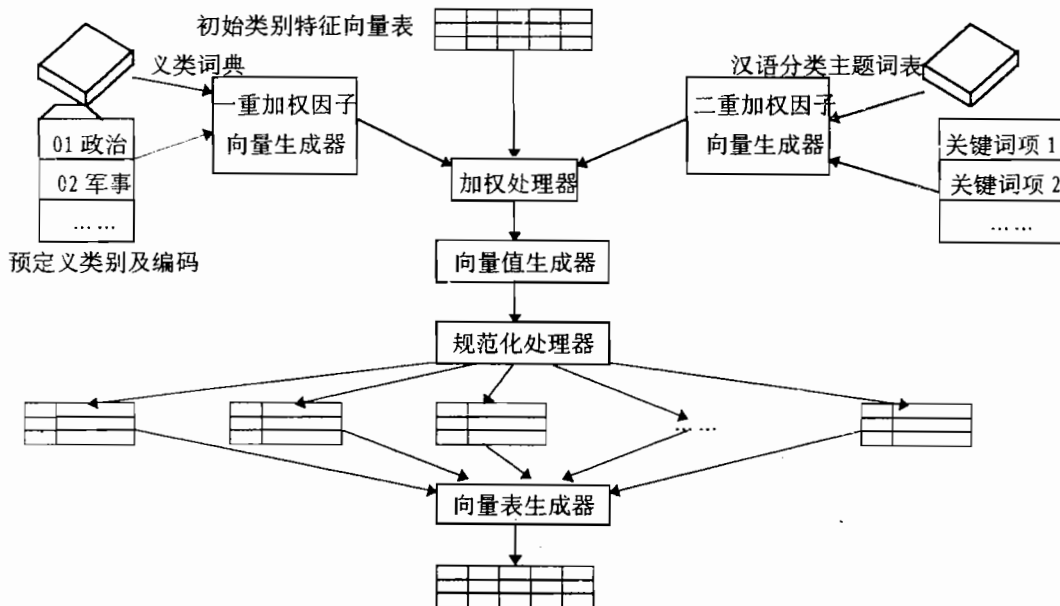 初始类别特征向量表
义类词典
汉语分类主题词表
一重加权因子
向量生成器
二重加权因子
向量生成器
01 政治
02 军事
… …
预定义类别及编码
关键词项 1
关键词项 2
… …
加权处理器
向量值生成器
规范化处理器
… …
向量表生成器